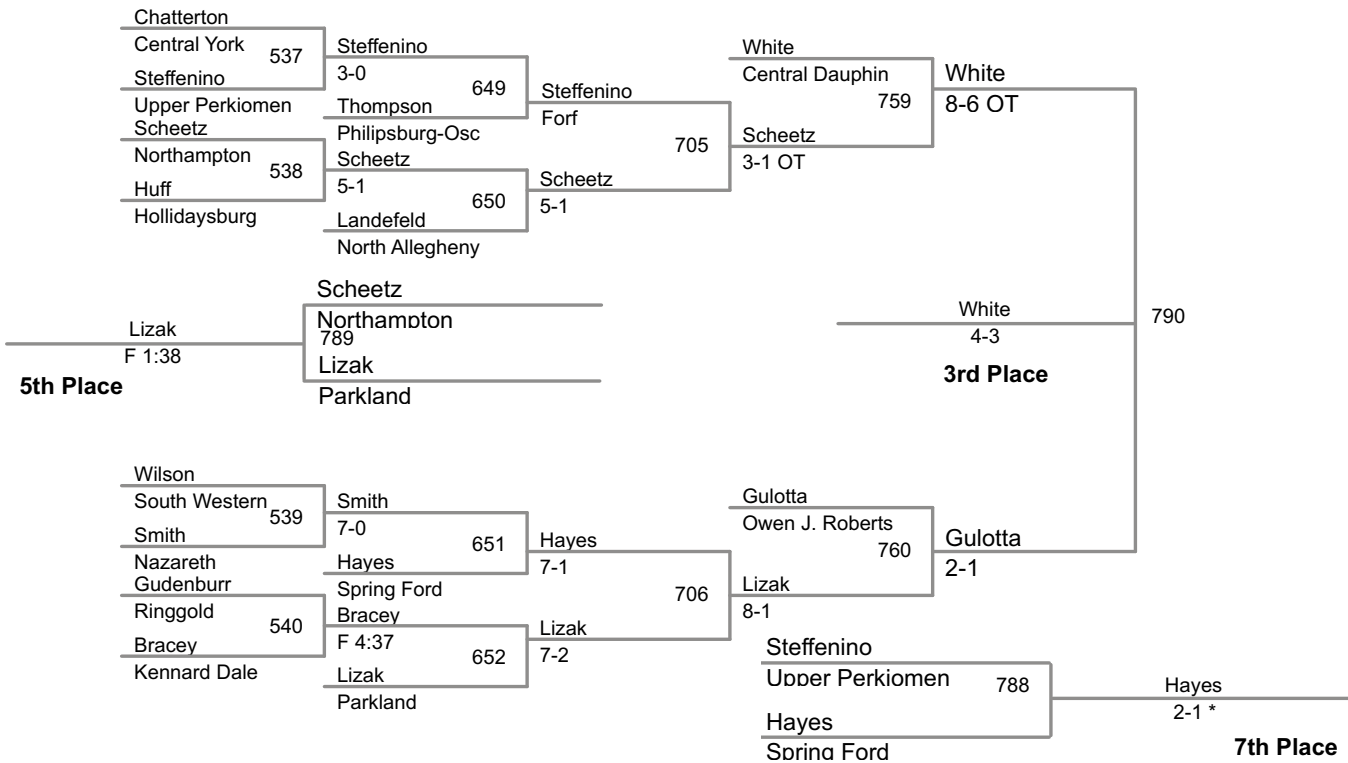 Chatterton
Central York
537
Steffenino
Upper Perkiomen
Scheetz
Northampton
538
Huff
Hollidaysburg
Steffenino
3-0
649
Thompson
Philipsburg-Osc
Scheetz
5-1
650
Landefeld
North Allegheny
Steffenino
Forf
705
Scheetz
5-1
White
Central Dauphin
759
Scheetz
3-1 OT
White
8-6 OT
Scheetz
Northampton
789
Lizak
Parkland
Lizak
F 1:38
5th Place
White
4-3
790
3rd Place
Wilson
South Western
539
Smith
Nazareth
Gudenburr
Ringgold
540
Bracey
Kennard Dale
Smith
7-0
651
Hayes
Spring Ford
Bracey
F 4:37
652
Lizak
Parkland
Hayes
7-1
706
Lizak
7-2
Gulotta
Owen J. Roberts
760
Lizak
8-1
Gulotta
2-1
Steffenino
Upper Perkiomen
788
Hayes
Spring Ford
Hayes
2-1 *
7th Place